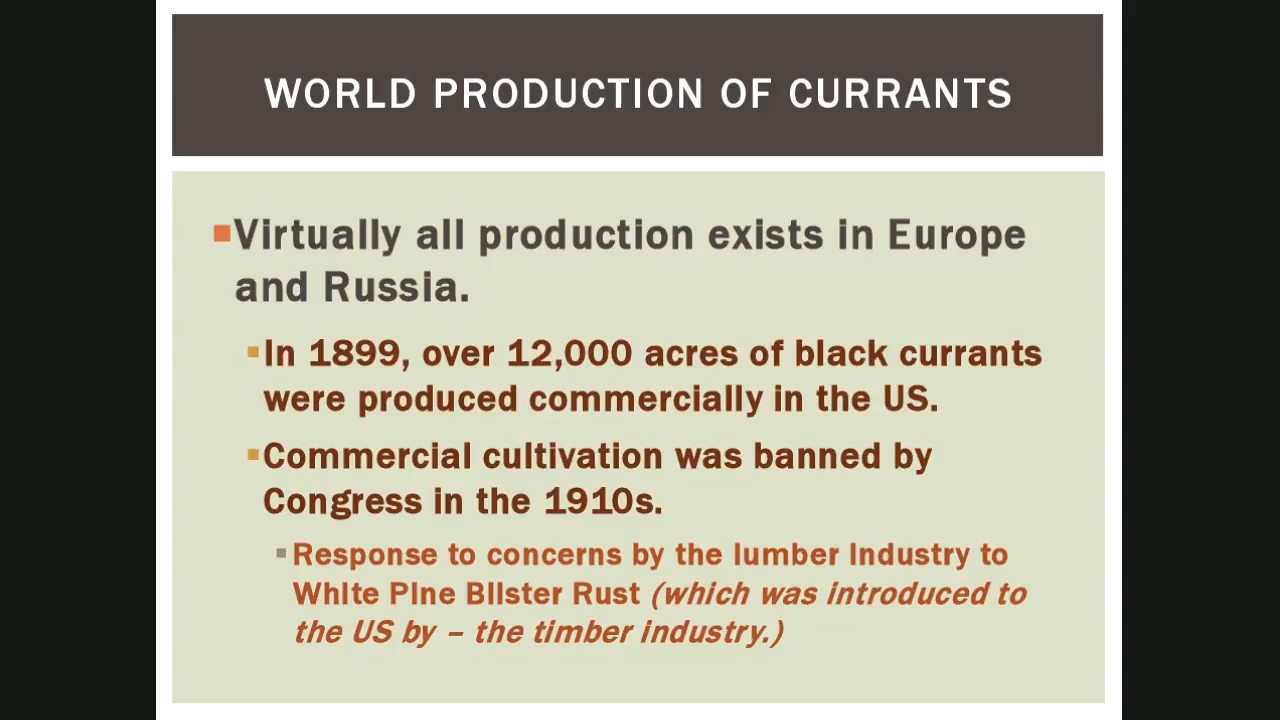 WORLD PRODUCTION OF CURRANTS
Virtually all production exists in Europe
and Russia.
In 1899, over 12,000 acres of black currants
were produced commercially in the US.
Commercial cultivation was banned by
Congress in the 1910s.
Response to concerns by the lumber industry to
White Pine Blister Rust (which was introduced to
the US by – the timber industry.)